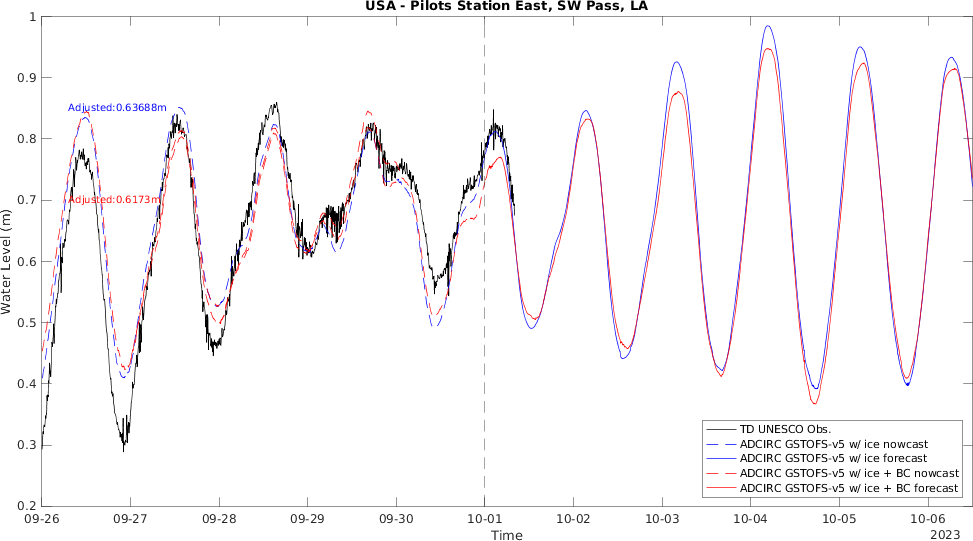 USA - Pilots Station East, SW Pass, LA
1
0.9
0.8
0.7
0.6
0.5
0.4
0.3
0.2
Water Level (m)
Adjusted:0.63688m
Adjusted:0.6173m
TD UNESCO Obs.
ADCIRC GSTOFS-v5 w/ ice nowcast
ADCIRC GSTOFS-v5 w/ ice forecast
ADCIRC GSTOFS-v5 w/ ice + BC nowcast
ADCIRC GSTOFS-v5 w/ ice + BC forecast
09-26 09-27 09-28 09-29 09-30 10-01 10-02 10-03 10-04 10-05 10-06
Time
2023